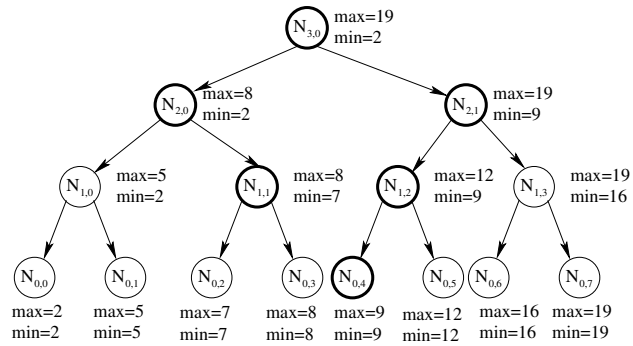 N3,0 max=19
min=2
N2,0 max=8
min=2
N2,1 max=19
min=9
N1,0 max=5
min=2
N1,1 max=8
min=7
N1,2 max=12
min=9
N1,3 max=19
min=16
N0,0 N0,1 N0,2 N0,3 N0,4 N0,5 N0,6 N0,7
max=2 max=5 max=7 max=8 max=9 max=12 max=16 max=19
min=2 min=5 min=7 min=8 min=9 min=12 min=16 min=19